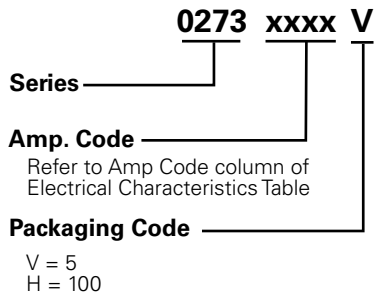 0273 xxxx V
Series
Amp. Code
Refer to Amp Code column of
Electrical Characteristics Table
Packaging Code
V = 5
H = 100